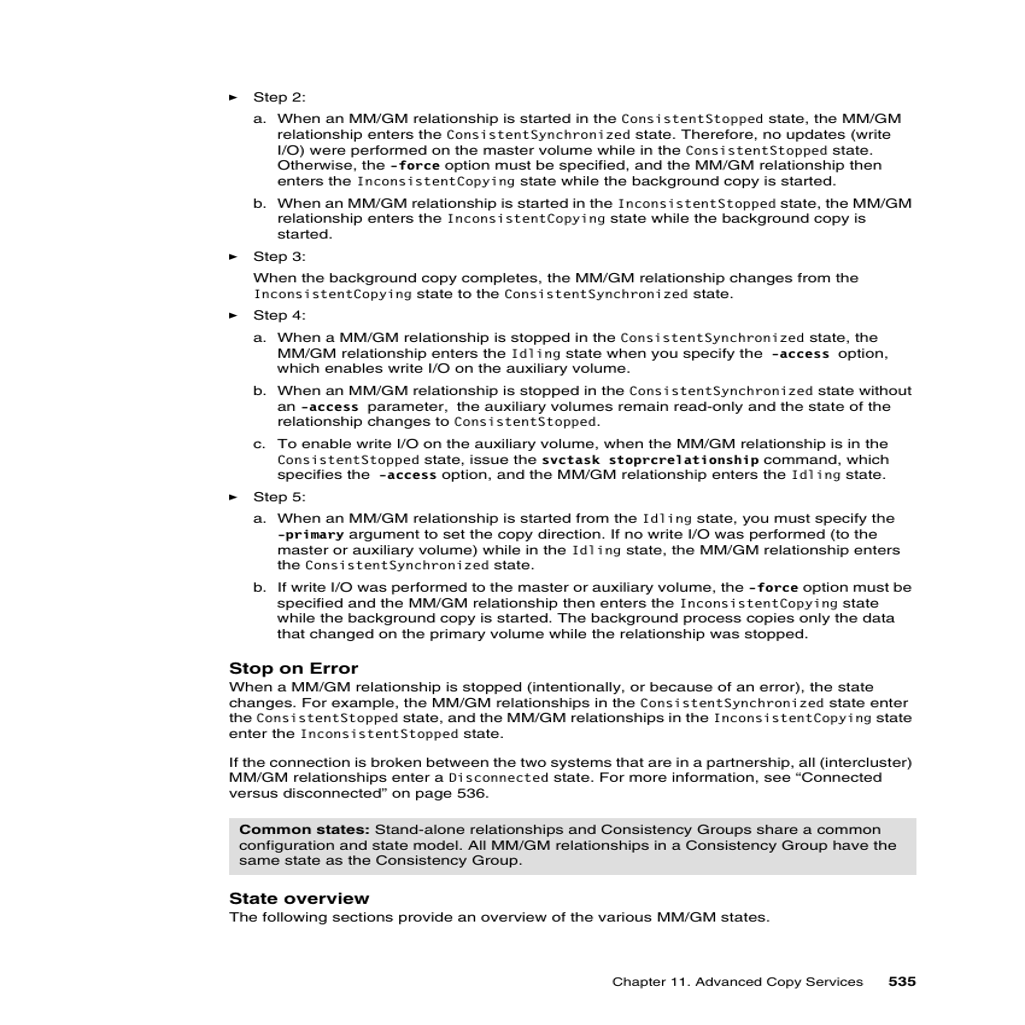 ► Step 2:
a. When an MM/GM relationship is started in the ConsistentStopped state, the MM/GM
relationship enters the ConsistentSynchronized state. Therefore, no updates (write
I/O) were performed on the master volume while in the ConsistentStopped state.
Otherwise, the -force option must be specified, and the MM/GM relationship then
enters the InconsistentCopying state while the background copy is started.
b. When an MM/GM relationship is started in the InconsistentStopped state, the MM/GM
relationship enters the InconsistentCopying state while the background copy is
started.
► Step 3:
When the background copy completes, the MM/GM relationship changes from the
InconsistentCopying state to the ConsistentSynchronized state.
► Step 4:
a. When a MM/GM relationship is stopped in the ConsistentSynchronized state, the
MM/GM relationship enters the Idling state when you specify the -access option,
which enables write I/O on the auxiliary volume.
b. When an MM/GM relationship is stopped in the ConsistentSynchronized state without
an -access parameter, the auxiliary volumes remain read-only and the state of the
relationship changes to ConsistentStopped.
c. To enable write I/O on the auxiliary volume, when the MM/GM relationship is in the
ConsistentStopped state, issue the svctask stoprcrelationship command, which
specifies the -access option, and the MM/GM relationship enters the Idling state.
► Step 5:
a. When an MM/GM relationship is started from the Idling state, you must specify the
-primary argument to set the copy direction. If no write I/O was performed (to the
master or auxiliary volume) while in the Idling state, the MM/GM relationship enters
the ConsistentSynchronized state.
b. If write I/O was performed to the master or auxiliary volume, the -force option must be
specified and the MM/GM relationship then enters the InconsistentCopying state
while the background copy is started. The background process copies only the data
that changed on the primary volume while the relationship was stopped.
Stop on Error
When a MM/GM relationship is stopped (intentionally, or because of an error), the state
changes. For example, the MM/GM relationships in the ConsistentSynchronized state enter
the ConsistentStopped state, and the MM/GM relationships in the InconsistentCopying state
enter the InconsistentStopped state.
If the connection is broken between the two systems that are in a partnership, all (intercluster)
MM/GM relationships enter a Disconnected state. For more information, see “Connected
versus disconnected” on page 536.
Common states: Stand-alone relationships and Consistency Groups share a common
configuration and state model. All MM/GM relationships in a Consistency Group have the
same state as the Consistency Group.
State overview
The following sections provide an overview of the various MM/GM states.
Chapter 11. Advanced Copy Services 535